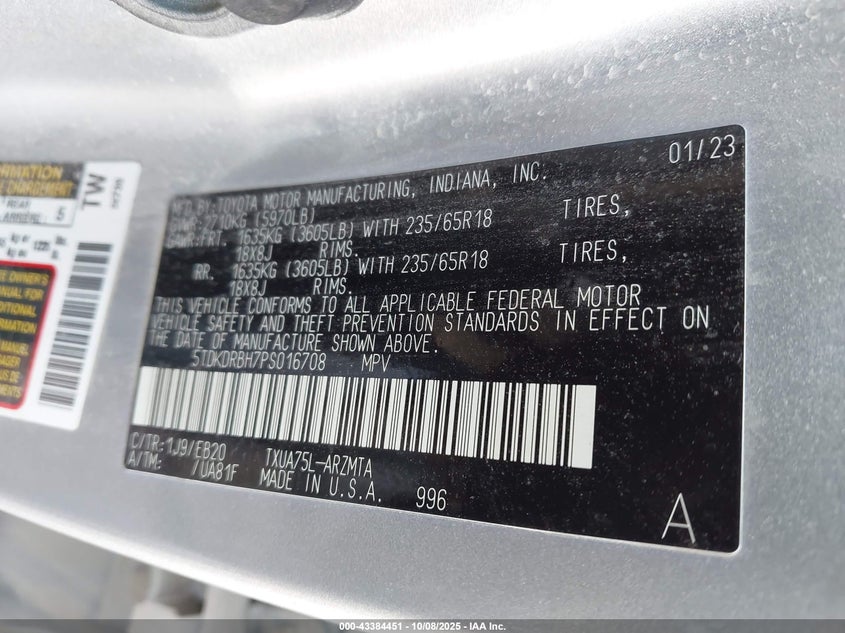 ORMATION
TW
5
01/23
MFD BY:TOYOTA MOTOR MANUFACTURING, INDIANA, INC.
GVWR:2710KG (5970LB)
GAWR:FRT. 1635KG (3605LB) WITH 235/65R18 TIRES,
18X8J RIMS.
RR. 1635KG (3605LB) WITH 235/65R18 TIRES,
18X8J RIMS.
THIS VEHICLE CONFORMS TO ALL APPLICABLE FEDERAL MOTOR
VEHICLE SAFETY AND THEFT PREVENTION STANDARDS IN EFFECT ON
THE DATE OF MANUFACTURE SHOWN ABOVE.
5TDKDRBH7PS016708 MPV
C/TR:1J9/EB20 TXUA75L-ARZMTA
A/TM: /UA81F MADE IN U.S.A. 996
A
000-43384451 - 10/08/2025 - IAA Inc.